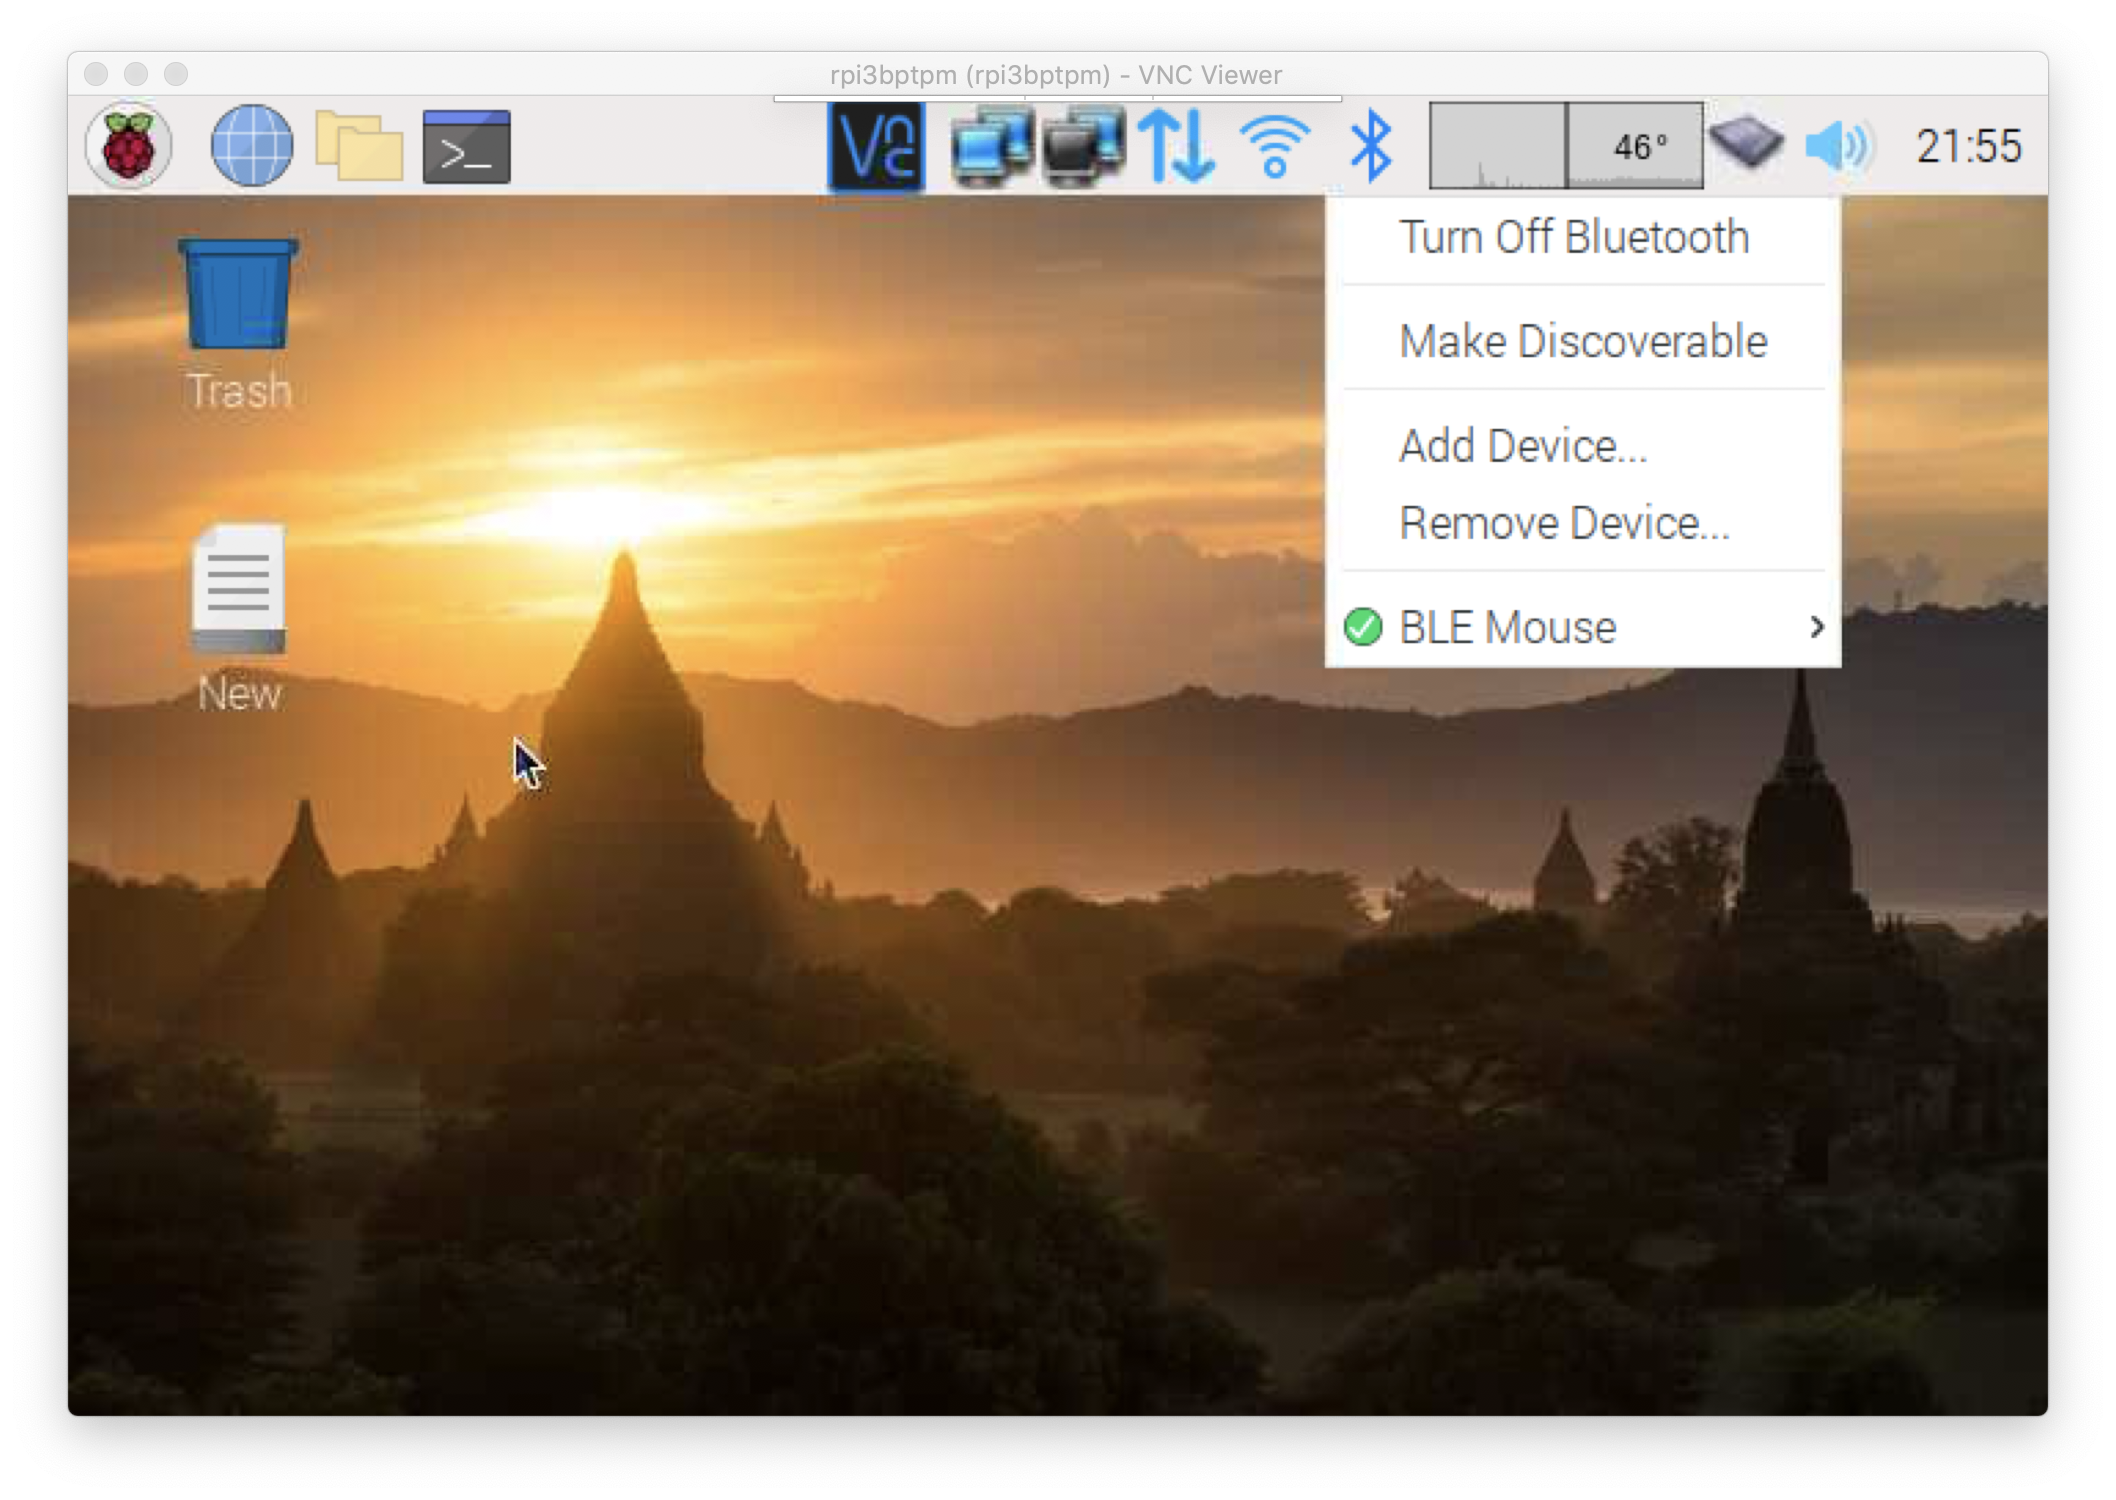 rpi3bptpm (rpi3bptpm) - VNC Viewer
>_
V2
46°
21:55
Turn Off Bluetooth
Make Discoverable
Add Device...
Remove Device...
BLE Mouse
Trash
New